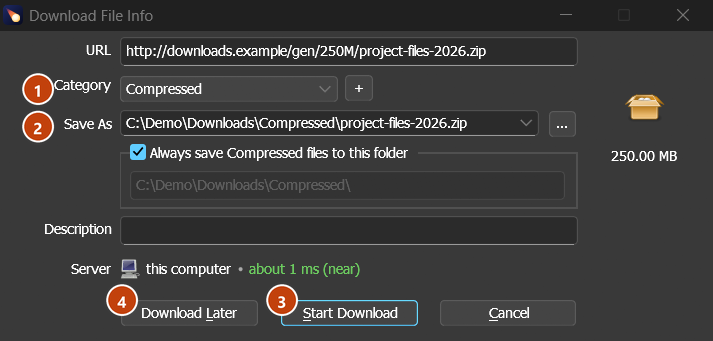 Download File Info
URL http://downloads.example/gen/250M/project-files-2026.zip
1 Category Compressed +
2 Save As C:\Demo\Downloads\Compressed\project-files-2026.zip ...
Always save Compressed files to this folder
250.00 MB
C:\Demo\Downloads\Compressed\
Description
Server this computer • about 1 ms (near)
4 Download Later 3 Start Download Cancel